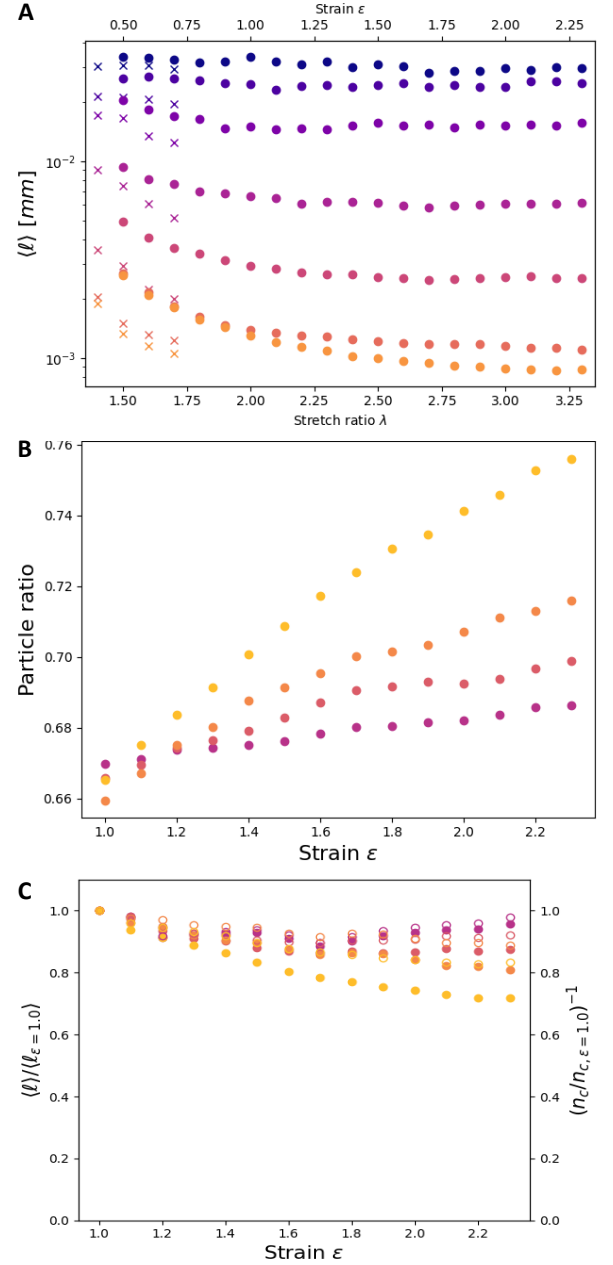 A
Strain ε
0.50 0.75 1.00 1.25 1.50 1.75 2.00 2.25
⟨ℓ⟩ [mm]
10⁻²
10⁻³
1.50 1.75 2.00 2.25 2.50 2.75 3.00 3.25
Stretch ratio λ
B
Particle ratio
0.76
0.74
0.72
0.70
0.68
0.66
1.0 1.2 1.4 1.6 1.8 2.0 2.2
Strain ε
C
⟨ℓ⟩/⟨ℓ_{ε=1.0}⟩
1.0 1.0
0.8 0.8
0.6 0.6
0.4 0.4
0.2 0.2
0.0 0.0
(n_c/n_{c,ε=1.0})⁻¹
1.0 1.2 1.4 1.6 1.8 2.0 2.2
Strain ε